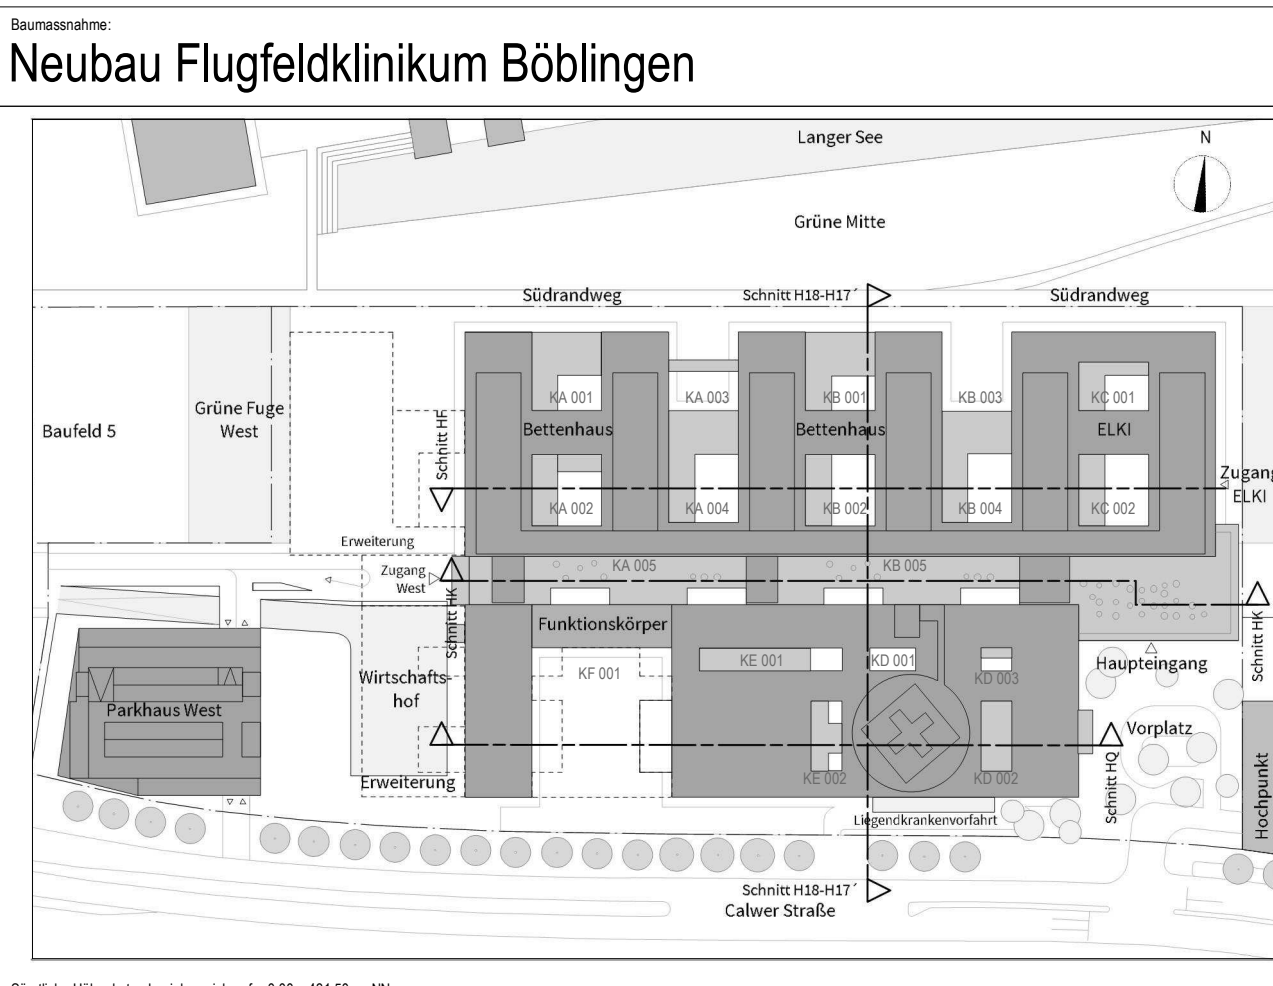 Baumassnahme:
Neubau Flugfeldklinikum Böblingen
Langer See
N
Grüne Mitte
Südrandweg
Schnitt H18-H17´
Südrandweg
KA 001
KA 003
KB 001
KB 003
KC 001
Grüne Fuge
West
Baufeld 5
Schnitt HF
Bettenhaus
Bettenhaus
ELKI
Zugang
ELKI
KA 002
KA 004
KB 002
KB 004
KC 002
Erweiterung
Zugang
West
KA 005
KB 005
Schnitt HK
Schnitt HK
Funktionskörper
Haupteingang
KE 001
KD 001
KF 001
KD 003
Wirtschafts-
hof
Parkhaus West
Vorplatz
Erweiterung
KE 002
KD 002
Schnitt HQ
Hochpunkt
Liegendkrankenvorfahrt
Schnitt H18-H17´
Calwer Straße